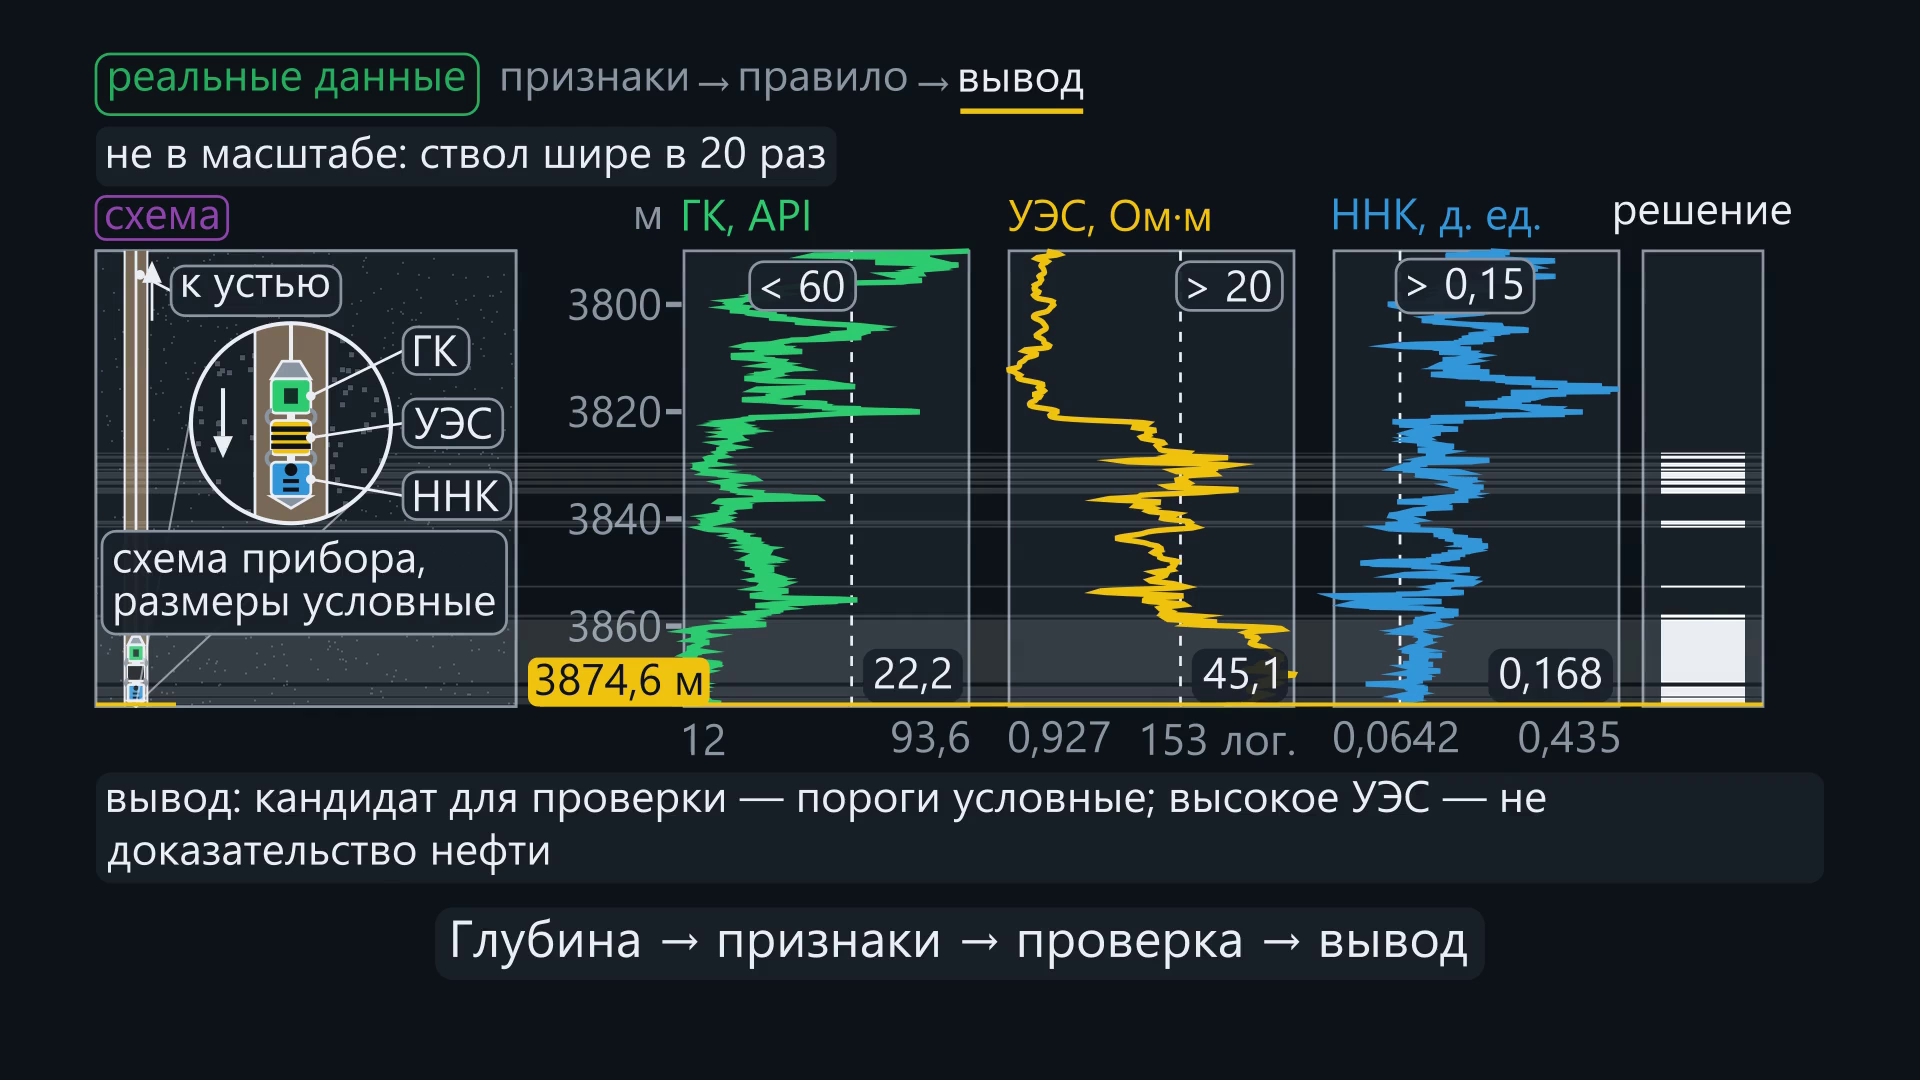 реальные данные признаки → правило → вывод
не в масштабе: ствол шире в 20 раз
схема м ГК, API УЭС, Ом·м ННК, д. ед. решение
к устью < 60 > 20 > 0,15
3800
ГК
3820
УЭС
ННК
3840
схема прибора,
размеры условные
3860
3874,6 м 22,2 45,1 0,168
12 93,6 0,927 153 лог. 0,0642 0,435
вывод: кандидат для проверки — пороги условные; высокое УЭС — не
доказательство нефти
Глубина → признаки → проверка → вывод